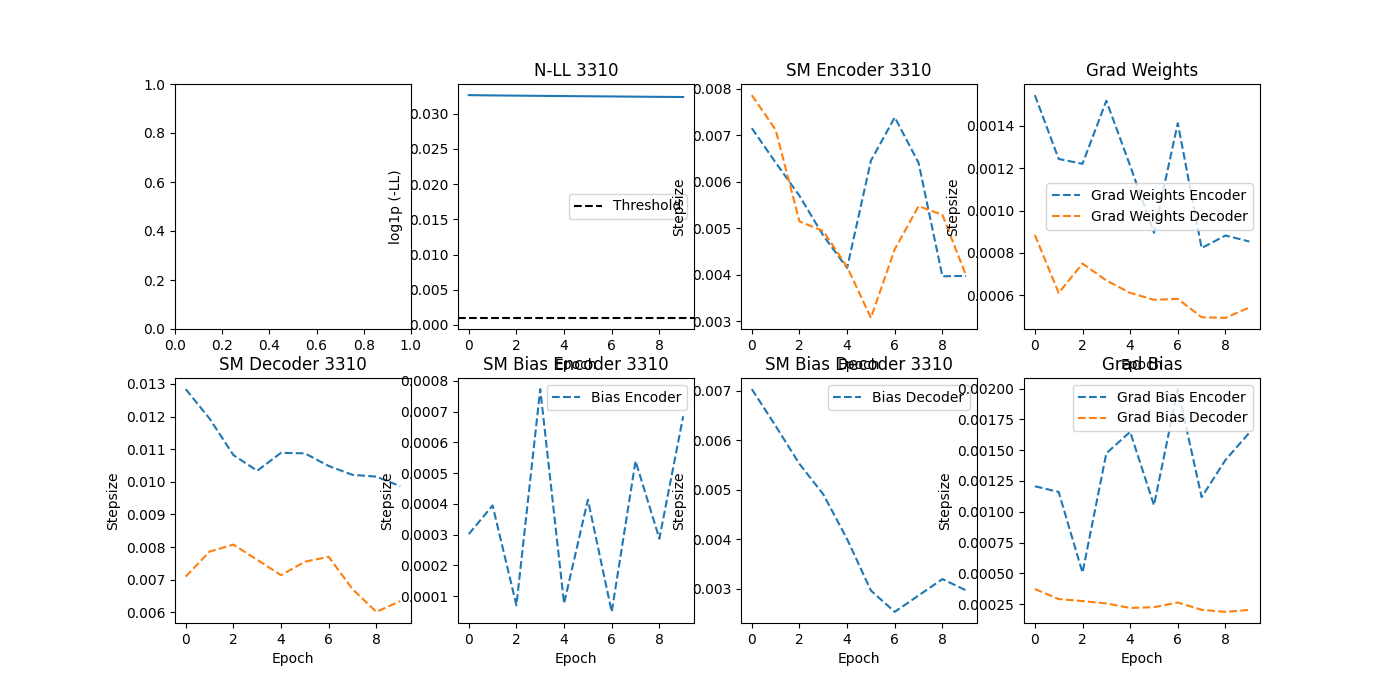 N-LL 3310
SM Encoder 3310
Grad Weights
1.0
0.8
0.6
0.4
0.2
0.0
0.0 0.2 0.4 0.6 0.8 1.0
log1p (-LL)
0.030
0.025
0.020
0.015
0.010
0.005
0.000
Threshold
0 2 4 6 8
Epoch
Stepsize
0.008
0.007
0.006
0.005
0.004
0.003
0 2 4 6 8
Epoch
Stepsize
0.0014
0.0012
0.0010
0.0008
0.0006
Grad Weights Encoder
Grad Weights Decoder
0 2 4 6 8
Epoch
SM Decoder 3310
SM Bias Encoder 3310
SM Bias Decoder 3310
Grad Bias
Stepsize
0.013
0.012
0.011
0.010
0.009
0.008
0.007
0.006
0 2 4 6 8
Epoch
Stepsize
0.0008
0.0007
0.0006
0.0005
0.0004
0.0003
0.0002
0.0001
Bias Encoder
0 2 4 6 8
Epoch
Stepsize
0.007
0.006
0.005
0.004
0.003
Bias Decoder
0 2 4 6 8
Epoch
Stepsize
0.00200
0.00175
0.00150
0.00125
0.00100
0.00075
0.00050
0.00025
Grad Bias Encoder
Grad Bias Decoder
0 2 4 6 8
Epoch